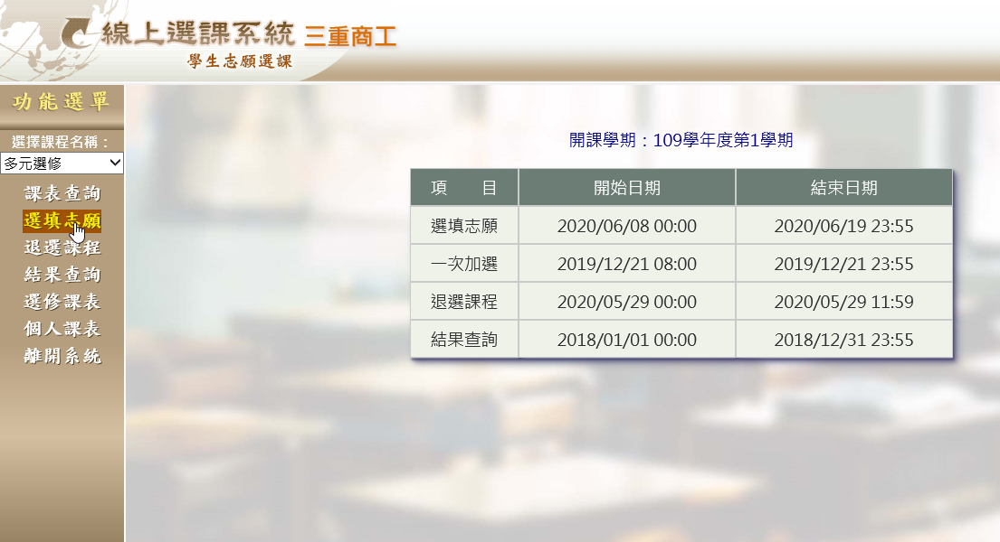 線上選課系統 三重商工
學生志願選課
功能選單
選擇課程名稱：
多元選修
課表查詢
選填志願
退選課程
結果查詢
選修課表
個人課表
離開系統
開課學期：109學年度第1學期
項 目 開始日期 結束日期
選填志願 2020/06/08 00:00 2020/06/19 23:55
一次加選 2019/12/21 08:00 2019/12/21 23:55
退選課程 2020/05/29 00:00 2020/05/29 11:59
結果查詢 2018/01/01 00:00 2018/12/31 23:55